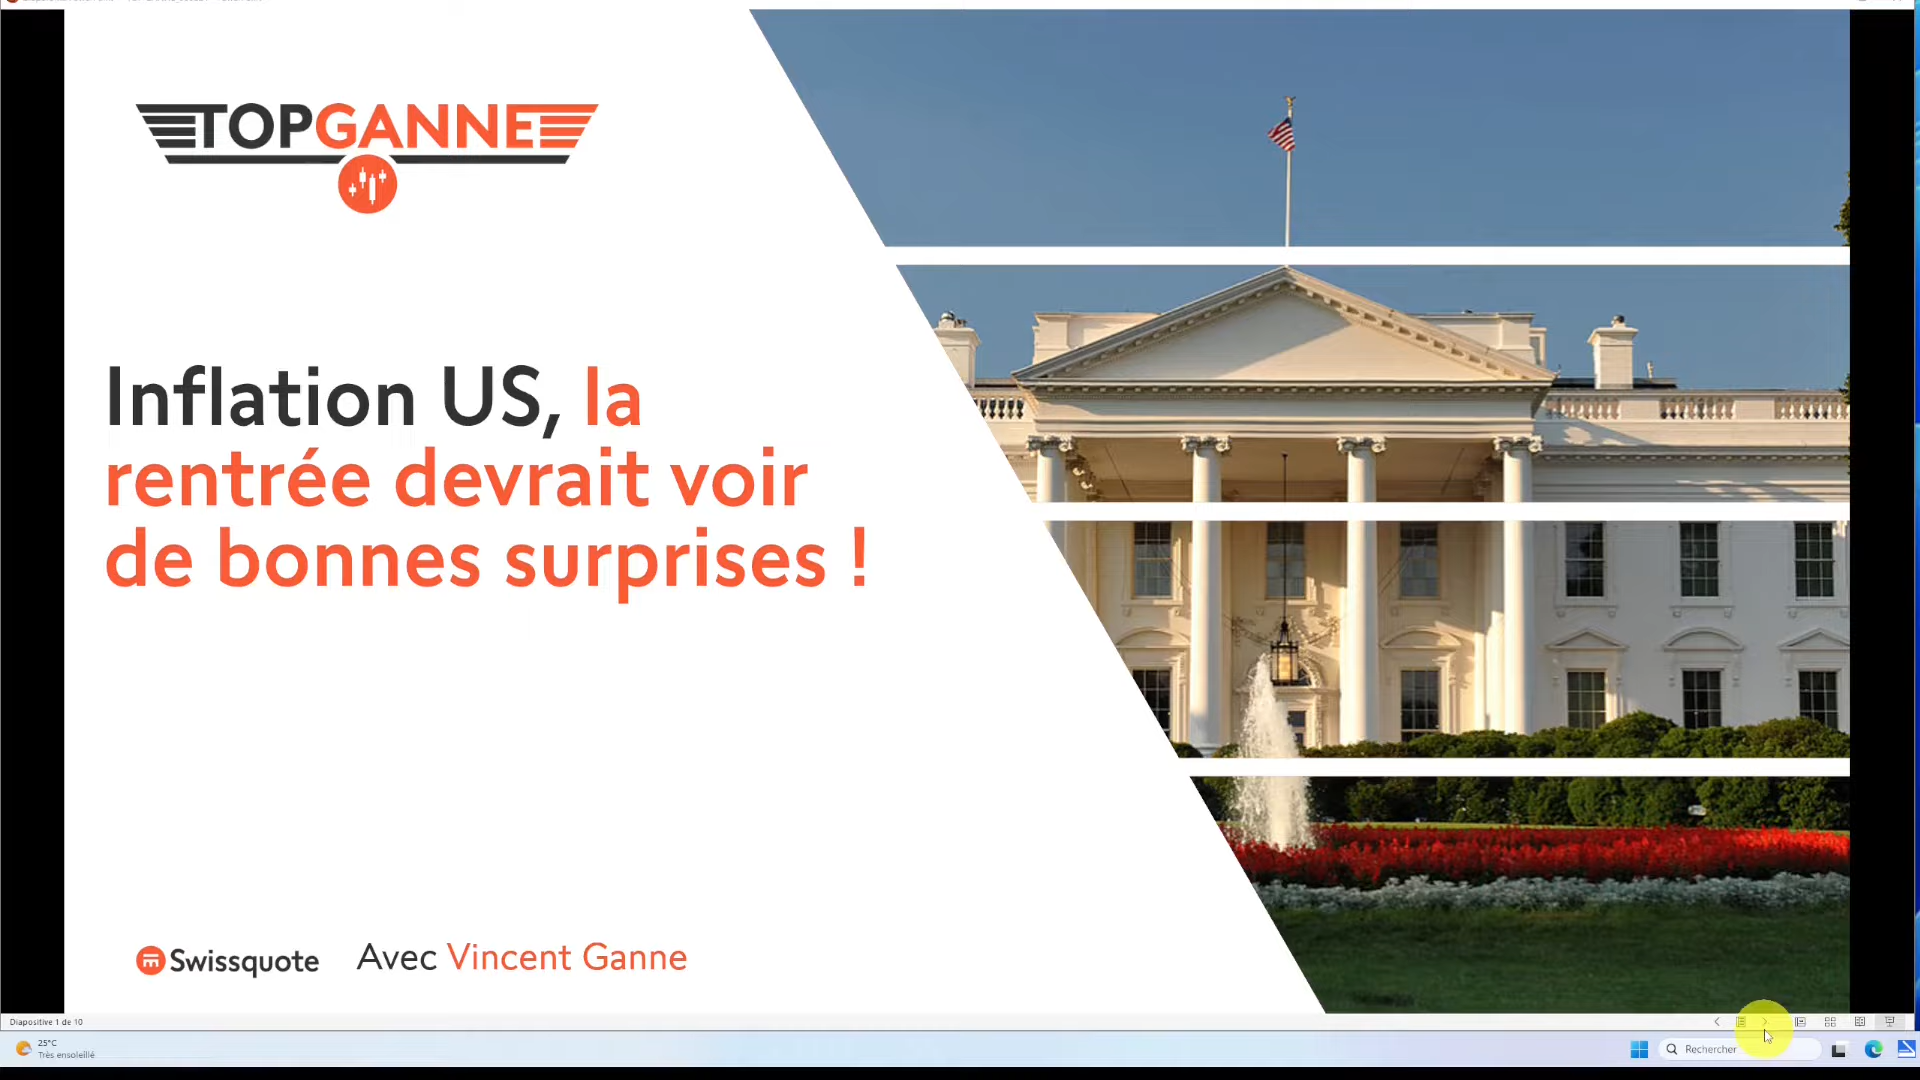 TOPGANNE
Inflation US, la
rentrée devrait voir
de bonnes surprises !
Swissquote
Avec Vincent Ganne
Diapositive 1 de 10
25°C
Très ensoleillé
Rechercher